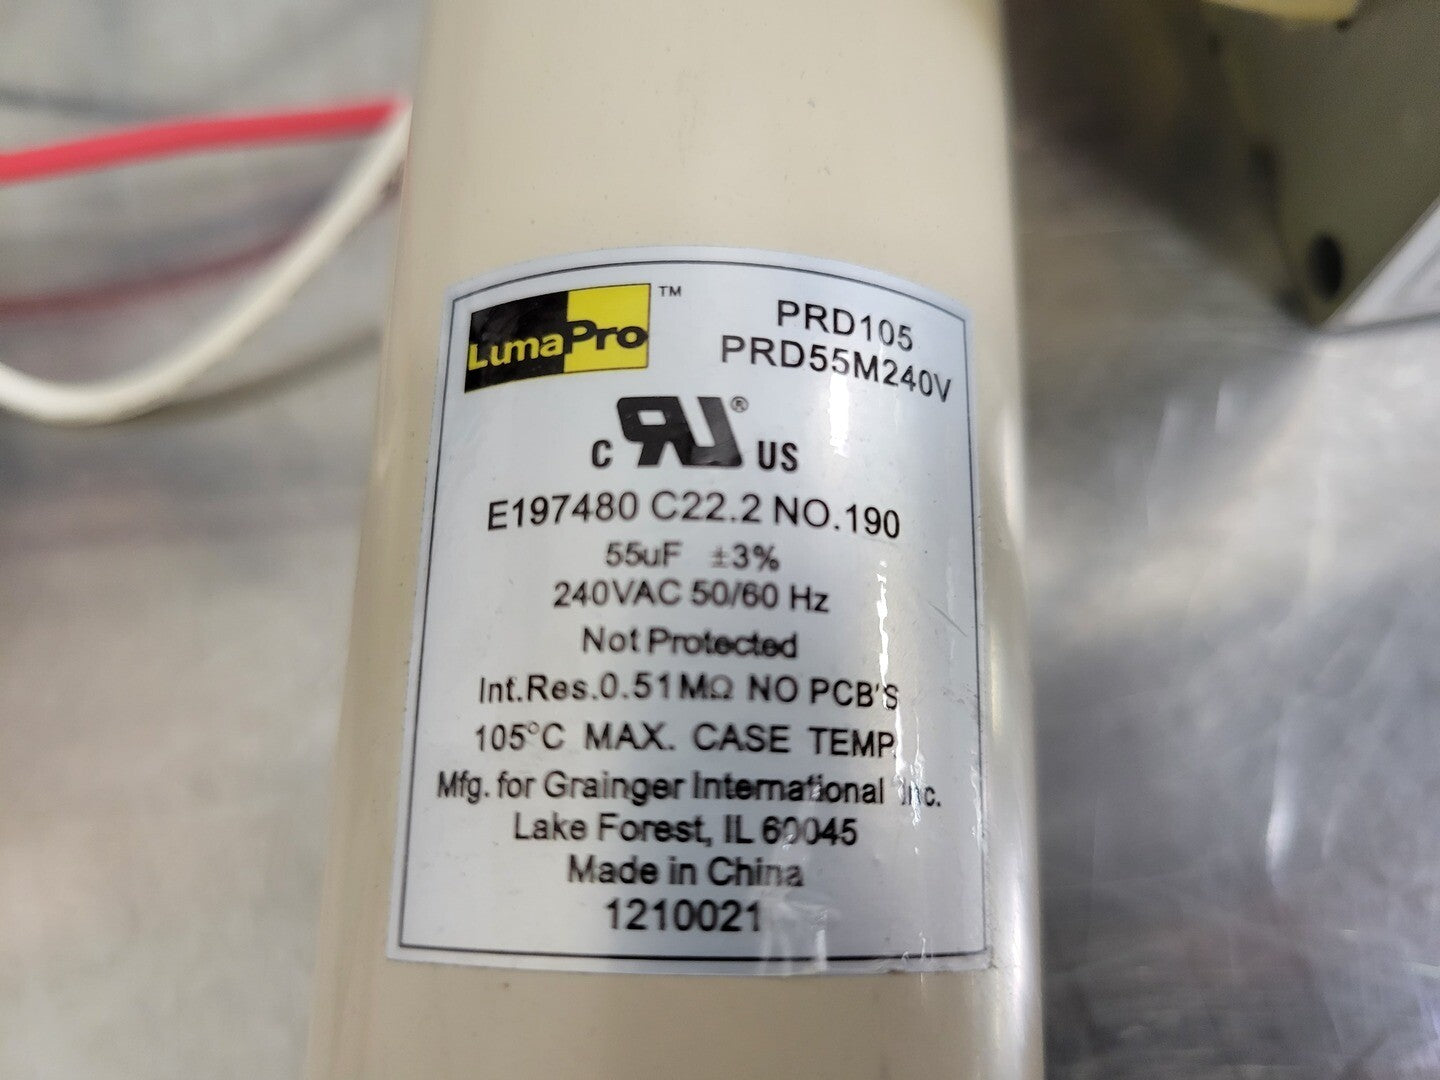 LumaPro™
PRD105
PRD55M240V
C RU® US
E197480 C22.2 NO.190
55uF ±3%
240VAC 50/60 Hz
Not Protected
Int.Res.0.51MΩ NO PCB'S
105°C MAX. CASE TEMP.
Mfg. for Grainger International Inc.
Lake Forest, IL 60045
Made in China
1210021